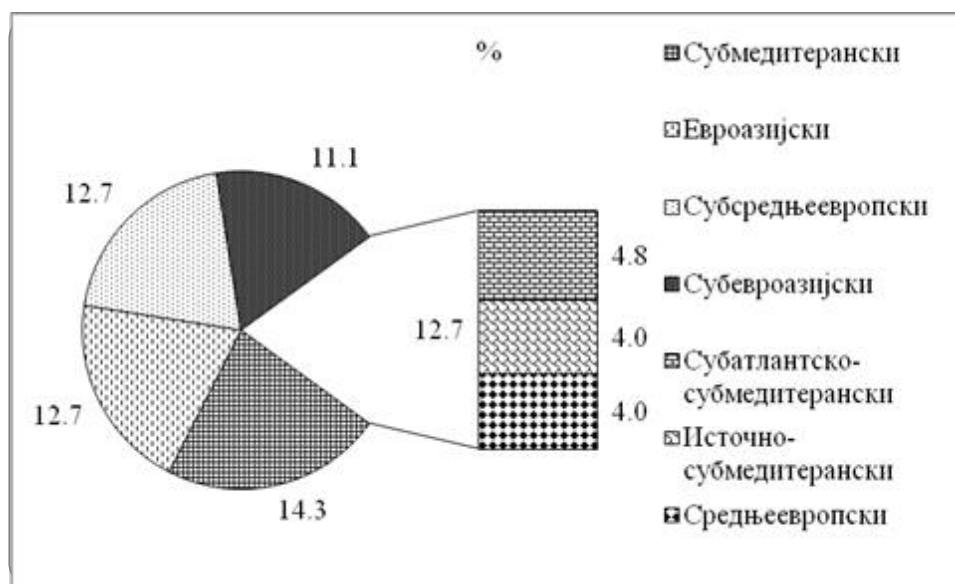 %
Субмедитерански
Евроазијски
Субсредњеевропски
Субевроазијски
Субатлантско-
субмедитерански
Источно-
субмедитерански
Средњеевропски
11.1
12.7
12.7
14.3
12.7
4.8
4.0
4.0